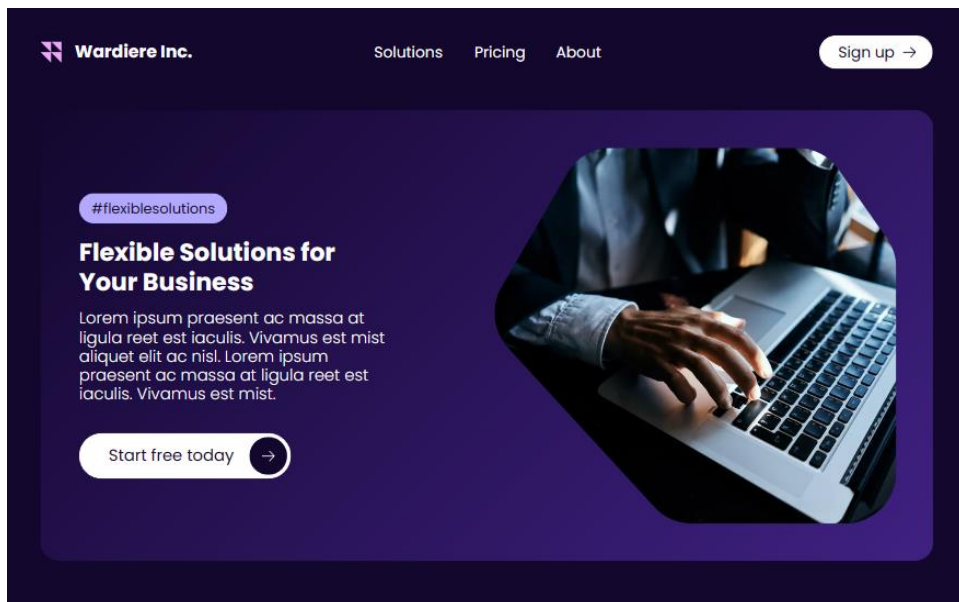 Wardiere Inc.
Solutions
Pricing
About
Sign up
#flexiblesolutions
Flexible Solutions for
Your Business
Lorem ipsum praesent ac massa at
ligula reet est iaculis. Vivamus est mist
aliquet elit ac nisl. Lorem ipsum
praesent ac massa at ligula reet est
iaculis. Vivamus est mist.
Start free today